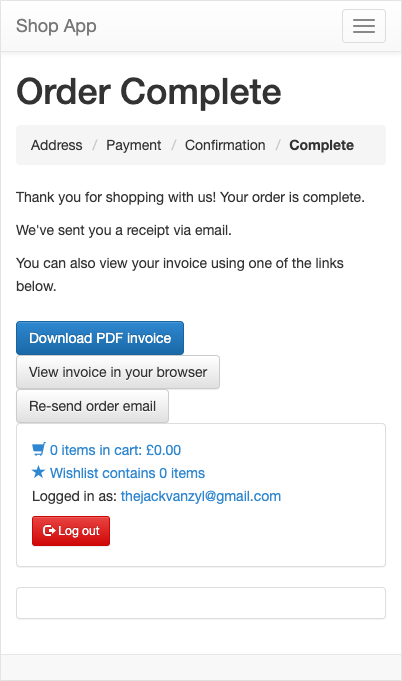 Shop App
Order Complete
Address / Payment / Confirmation / Complete
Thank you for shopping with us! Your order is complete.
We've sent you a receipt via email.
You can also view your invoice using one of the links
below.
Download PDF invoice
View invoice in your browser
Re-send order email
0 items in cart: £0.00
Wishlist contains 0 items
Logged in as: thejackvanzyl@gmail.com
Log out